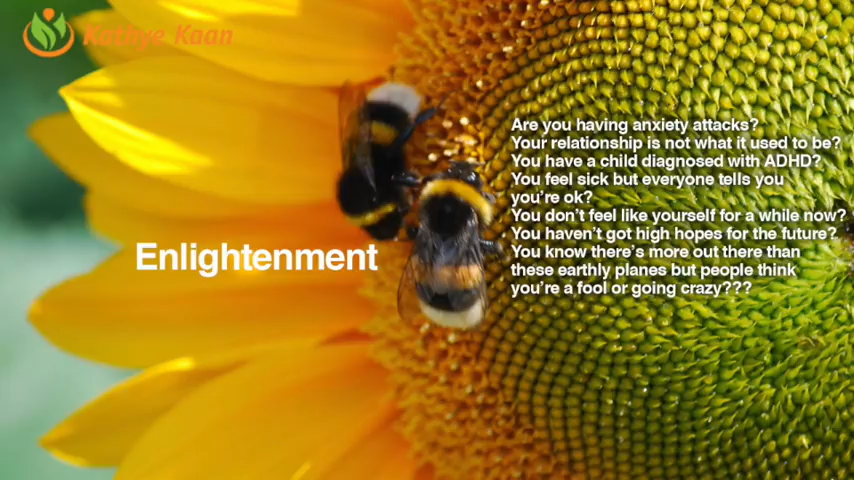 Kathye Kaan
Enlightenment
Are you having anxiety attacks?
Your relationship is not what it used to be?
You have a child diagnosed with ADHD?
You feel sick but everyone tells you
you're ok?
You don't feel like yourself for a while now?
You haven't got high hopes for the future?
You know there's more out there than
these earthly planes but people think
you're a fool or going crazy???